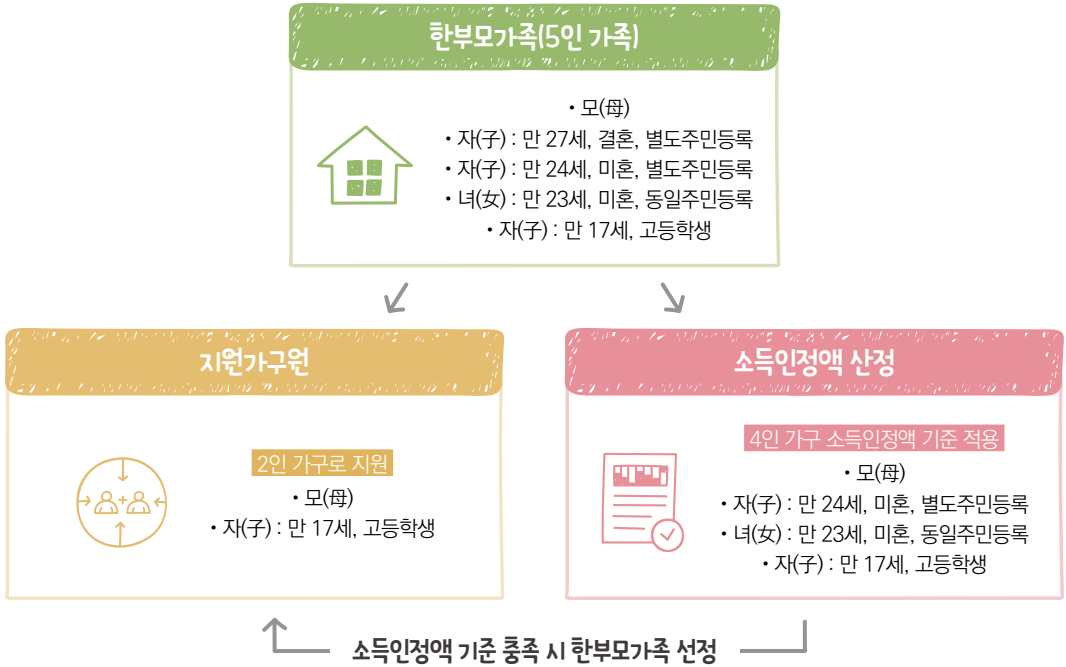 한부모가족(5인 가족)
• 모(母)
• 자(子) : 만 27세, 결혼, 별도주민등록
• 자(子) : 만 24세, 미혼, 별도주민등록
• 녀(女) : 만 23세, 미혼, 동일주민등록
• 자(子) : 만 17세, 고등학생
지원가구원
2인 가구로 지원
• 모(母)
• 자(子) : 만 17세, 고등학생
소득인정액 산정
4인 가구 소득인정액 기준 적용
• 모(母)
• 자(子) : 만 24세, 미혼, 별도주민등록
• 녀(女) : 만 23세, 미혼, 동일주민등록
• 자(子) : 만 17세, 고등학생
소득인정액 기준 충족 시 한부모가족 선정